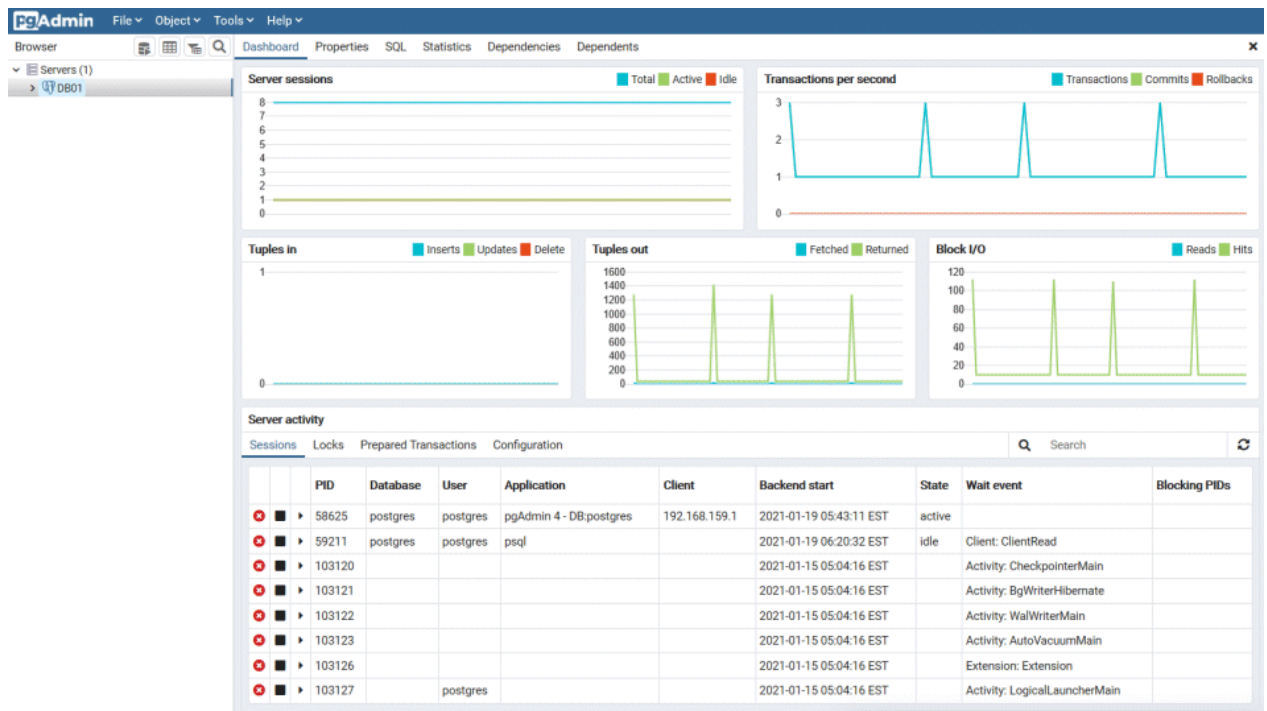 pgAdmin File Object Tools Help
Browser Dashboard Properties SQL Statistics Dependencies Dependents
Servers (1)
DB01
Server sessions Total Active Idle
8
7
6
5
4
3
2
1
0
Transactions per second Transactions Commits Rollbacks
3
2
1
0
Tuples in Inserts Updates Delete
1
0
Tuples out Fetched Returned
1600
1400
1200
1000
800
600
400
200
0
Block I/O Reads Hits
120
100
80
60
40
20
0
Server activity
Sessions Locks Prepared Transactions Configuration Search
PID Database User Application Client Backend start State Wait event Blocking PIDs
58625 postgres postgres pgAdmin 4 - DB:postgres 192.168.159.1 2021-01-19 05:43:11 EST active
59211 postgres postgres psql 2021-01-19 06:20:32 EST idle Client: ClientRead
103120 2021-01-15 05:04:16 EST Activity: CheckpointerMain
103121 2021-01-15 05:04:16 EST Activity: BgWriterHibernate
103122 2021-01-15 05:04:16 EST Activity: WalWriterMain
103123 2021-01-15 05:04:16 EST Activity: AutoVacuumMain
103126 2021-01-15 05:04:16 EST Extension: Extension
103127 postgres 2021-01-15 05:04:16 EST Activity: LogicalLauncherMain